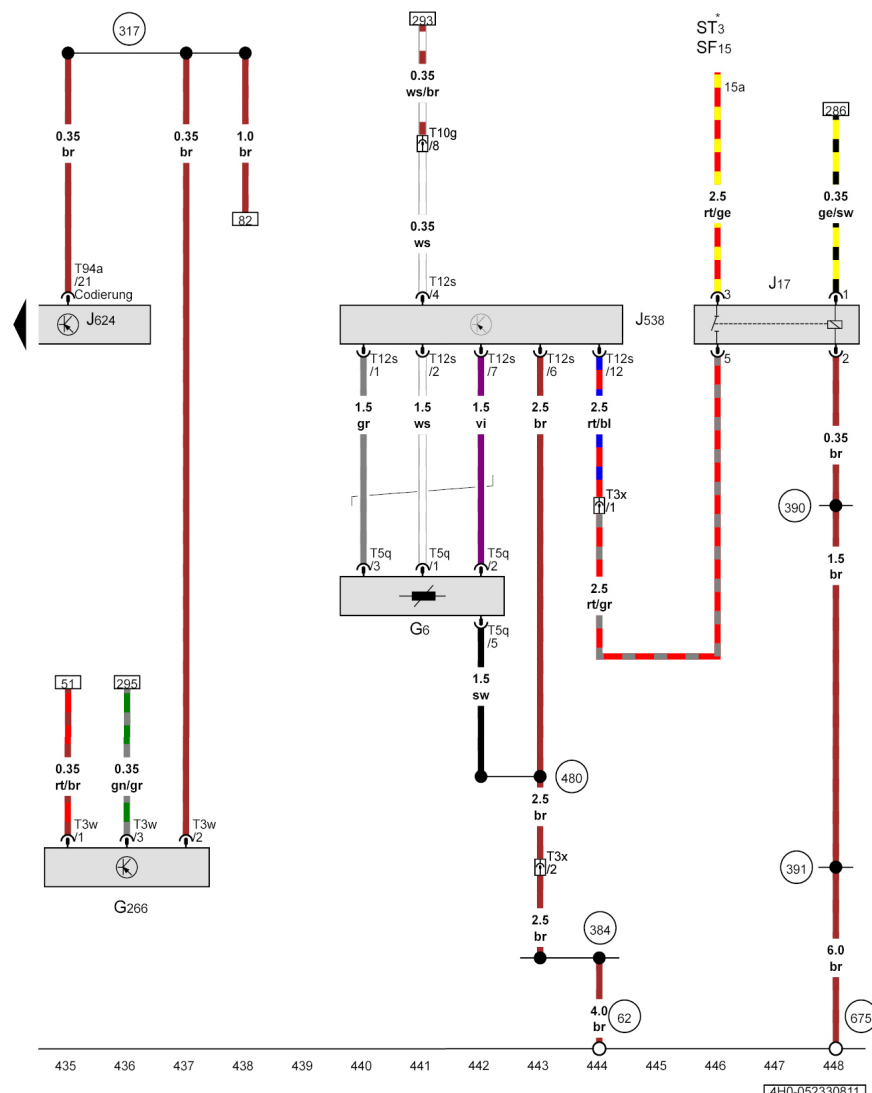 317
293
ST3*
SF15
15a
286
0.35
br
0.35
br
1.0
br
82
0.35
ws/br
T10g
/8
0.35
ws
2.5
rt/ge
0.35
ge/sw
T94a
/21
Codierung
J624
T12s
/4
J538
3
J17
1
T12s
/1
T12s
/2
T12s
/7
T12s
/6
T12s
/12
5
2
1.5
gr
1.5
ws
1.5
vi
2.5
br
2.5
rt/bl
0.35
br
T3x
/1
390
T5q
/3
T5q
/1
T5q
/2
2.5
rt/gr
1.5
br
G6
T5q
/5
1.5
sw
51
295
0.35
rt/br
0.35
gn/gr
480
T3w
/1
T3w
/3
T3w
/2
2.5
br
T3x
/2
391
G266
2.5
br
384
6.0
br
4.0
br
62
675
435 436 437 438 439 440 441 442 443 444 445 446 447 448
4H0-052330811